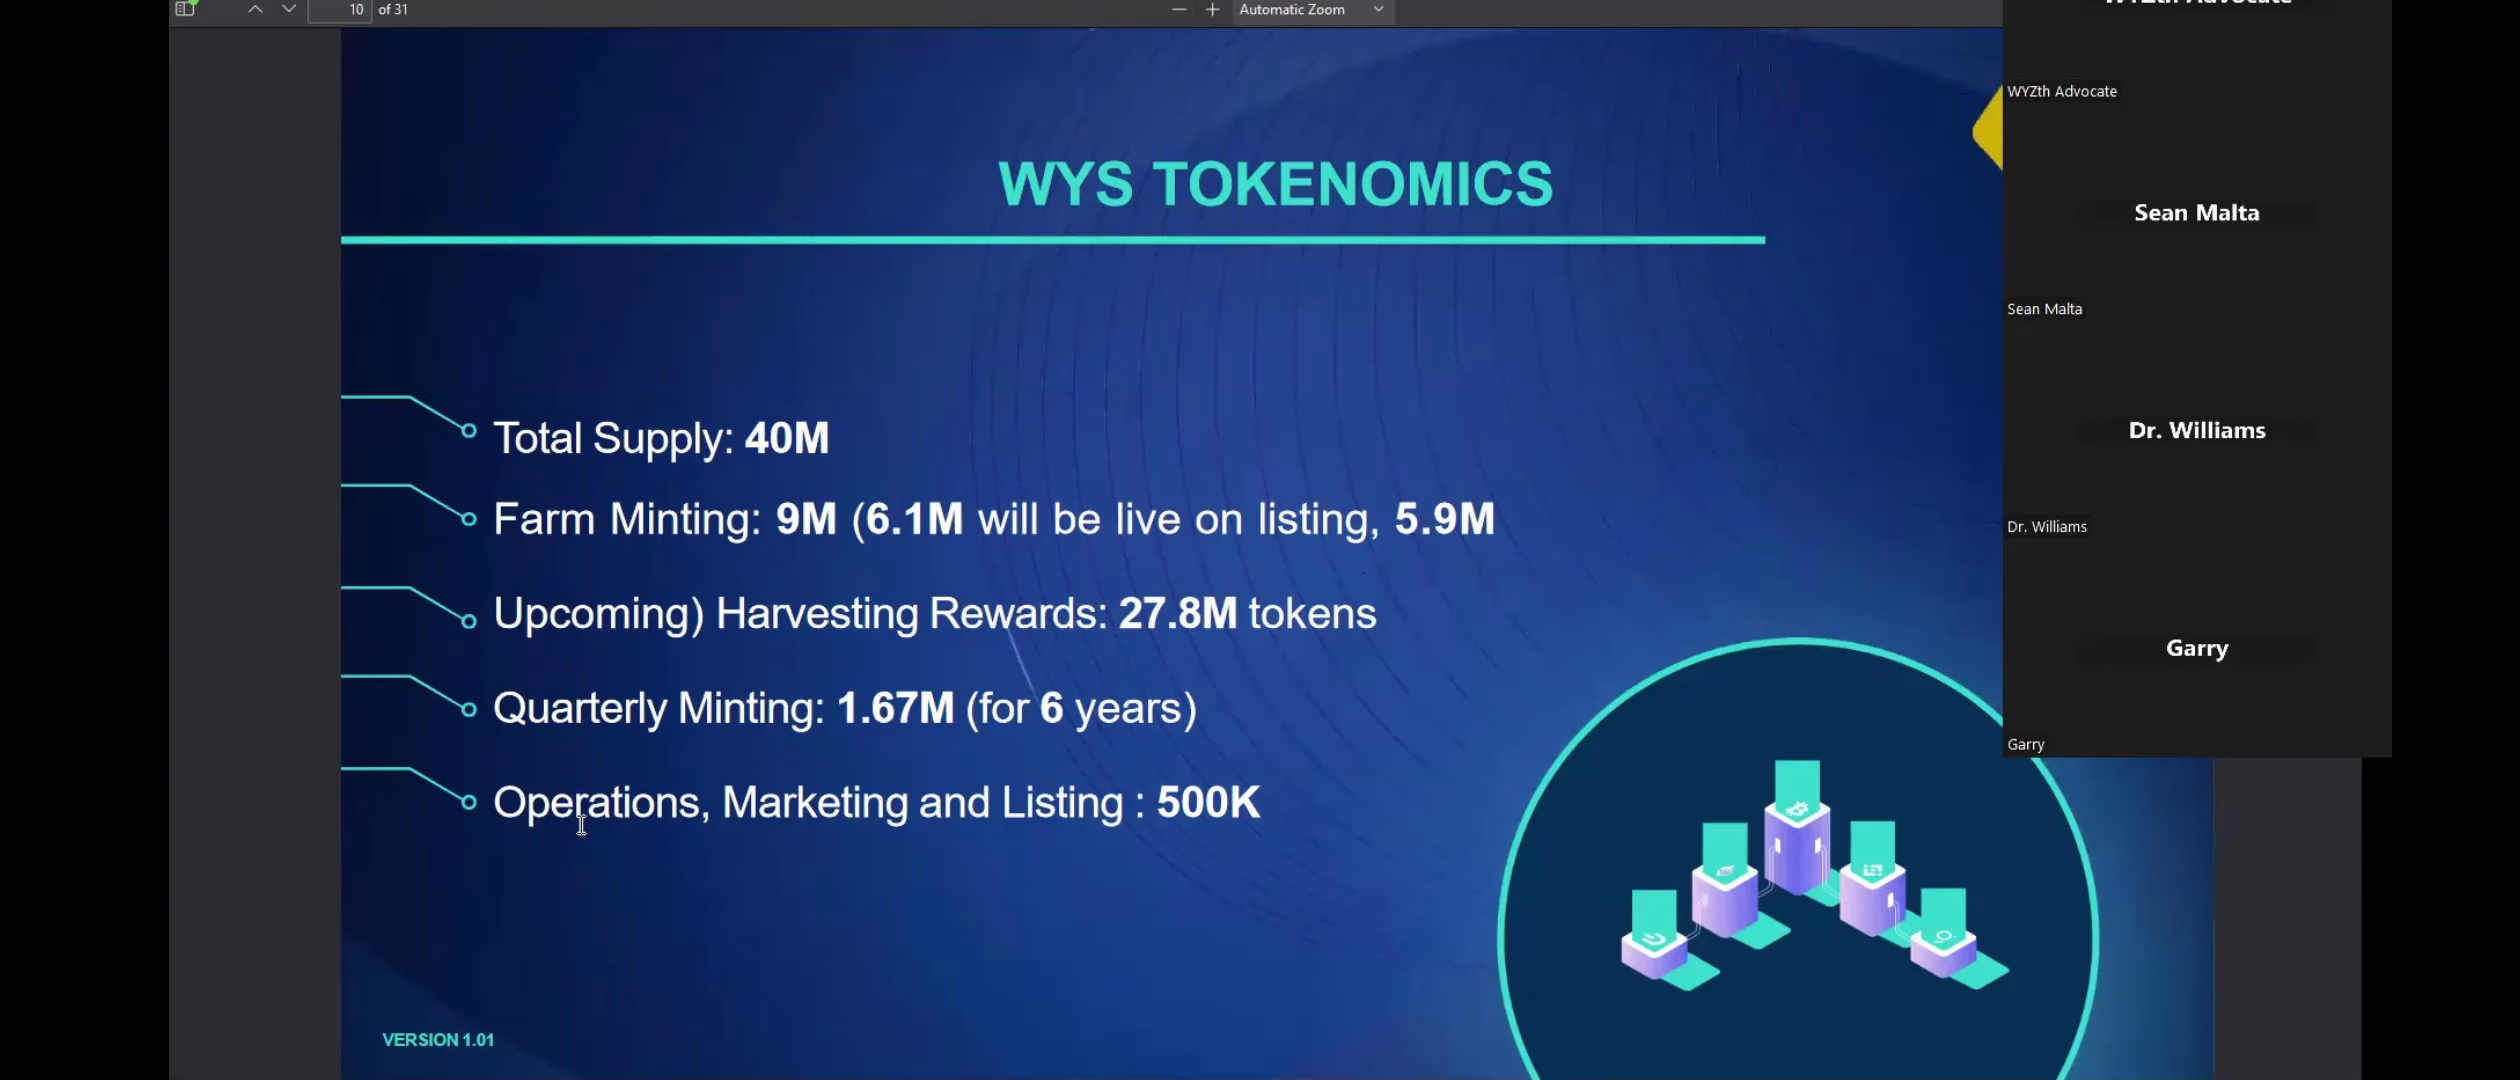 10 of 31
Automatic Zoom
WYZth Advocate
WYZth Advocate
Sean Malta
Sean Malta
Dr. Williams
Dr. Williams
Garry
Garry
WYS TOKENOMICS
Total Supply: 40M
Farm Minting: 9M (6.1M will be live on listing, 5.9M
Upcoming) Harvesting Rewards: 27.8M tokens
Quarterly Minting: 1.67M (for 6 years)
Operations, Marketing and Listing : 500K
VERSION 1.01